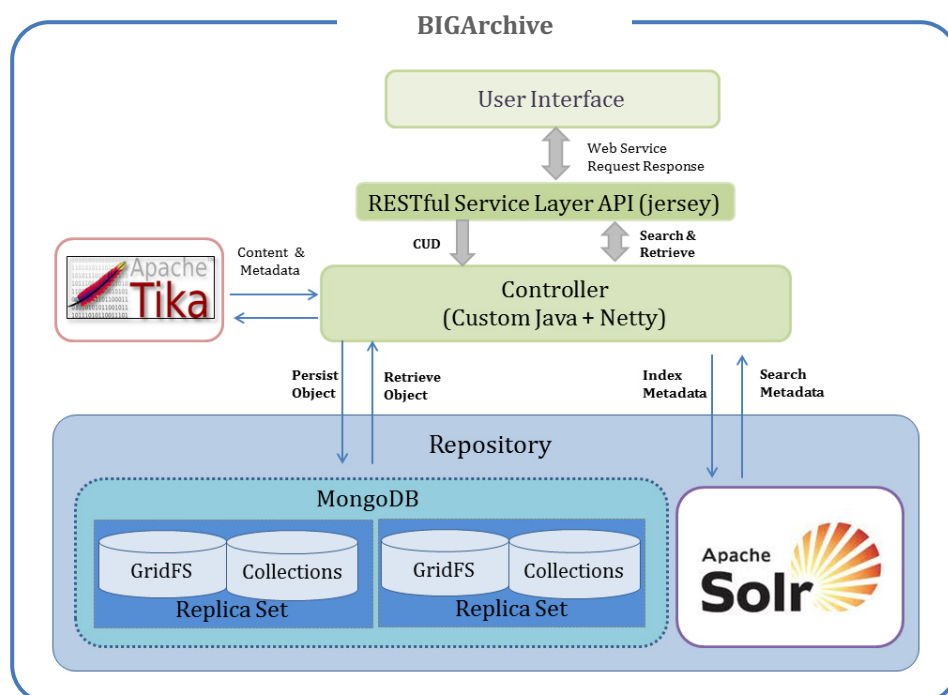 BIGArchive
User Interface
Web Service
Request Response
RESTful Service Layer API (jersey)
CUD
Search &
Retrieve
Content &
Metadata
Apache
Tika
Controller
(Custom Java + Netty)
Persist
Object
Retrieve
Object
Index
Metadata
Search
Metadata
Repository
MongoDB
GridFS
Collections
Replica Set
GridFS
Collections
Replica Set
Apache
Solr